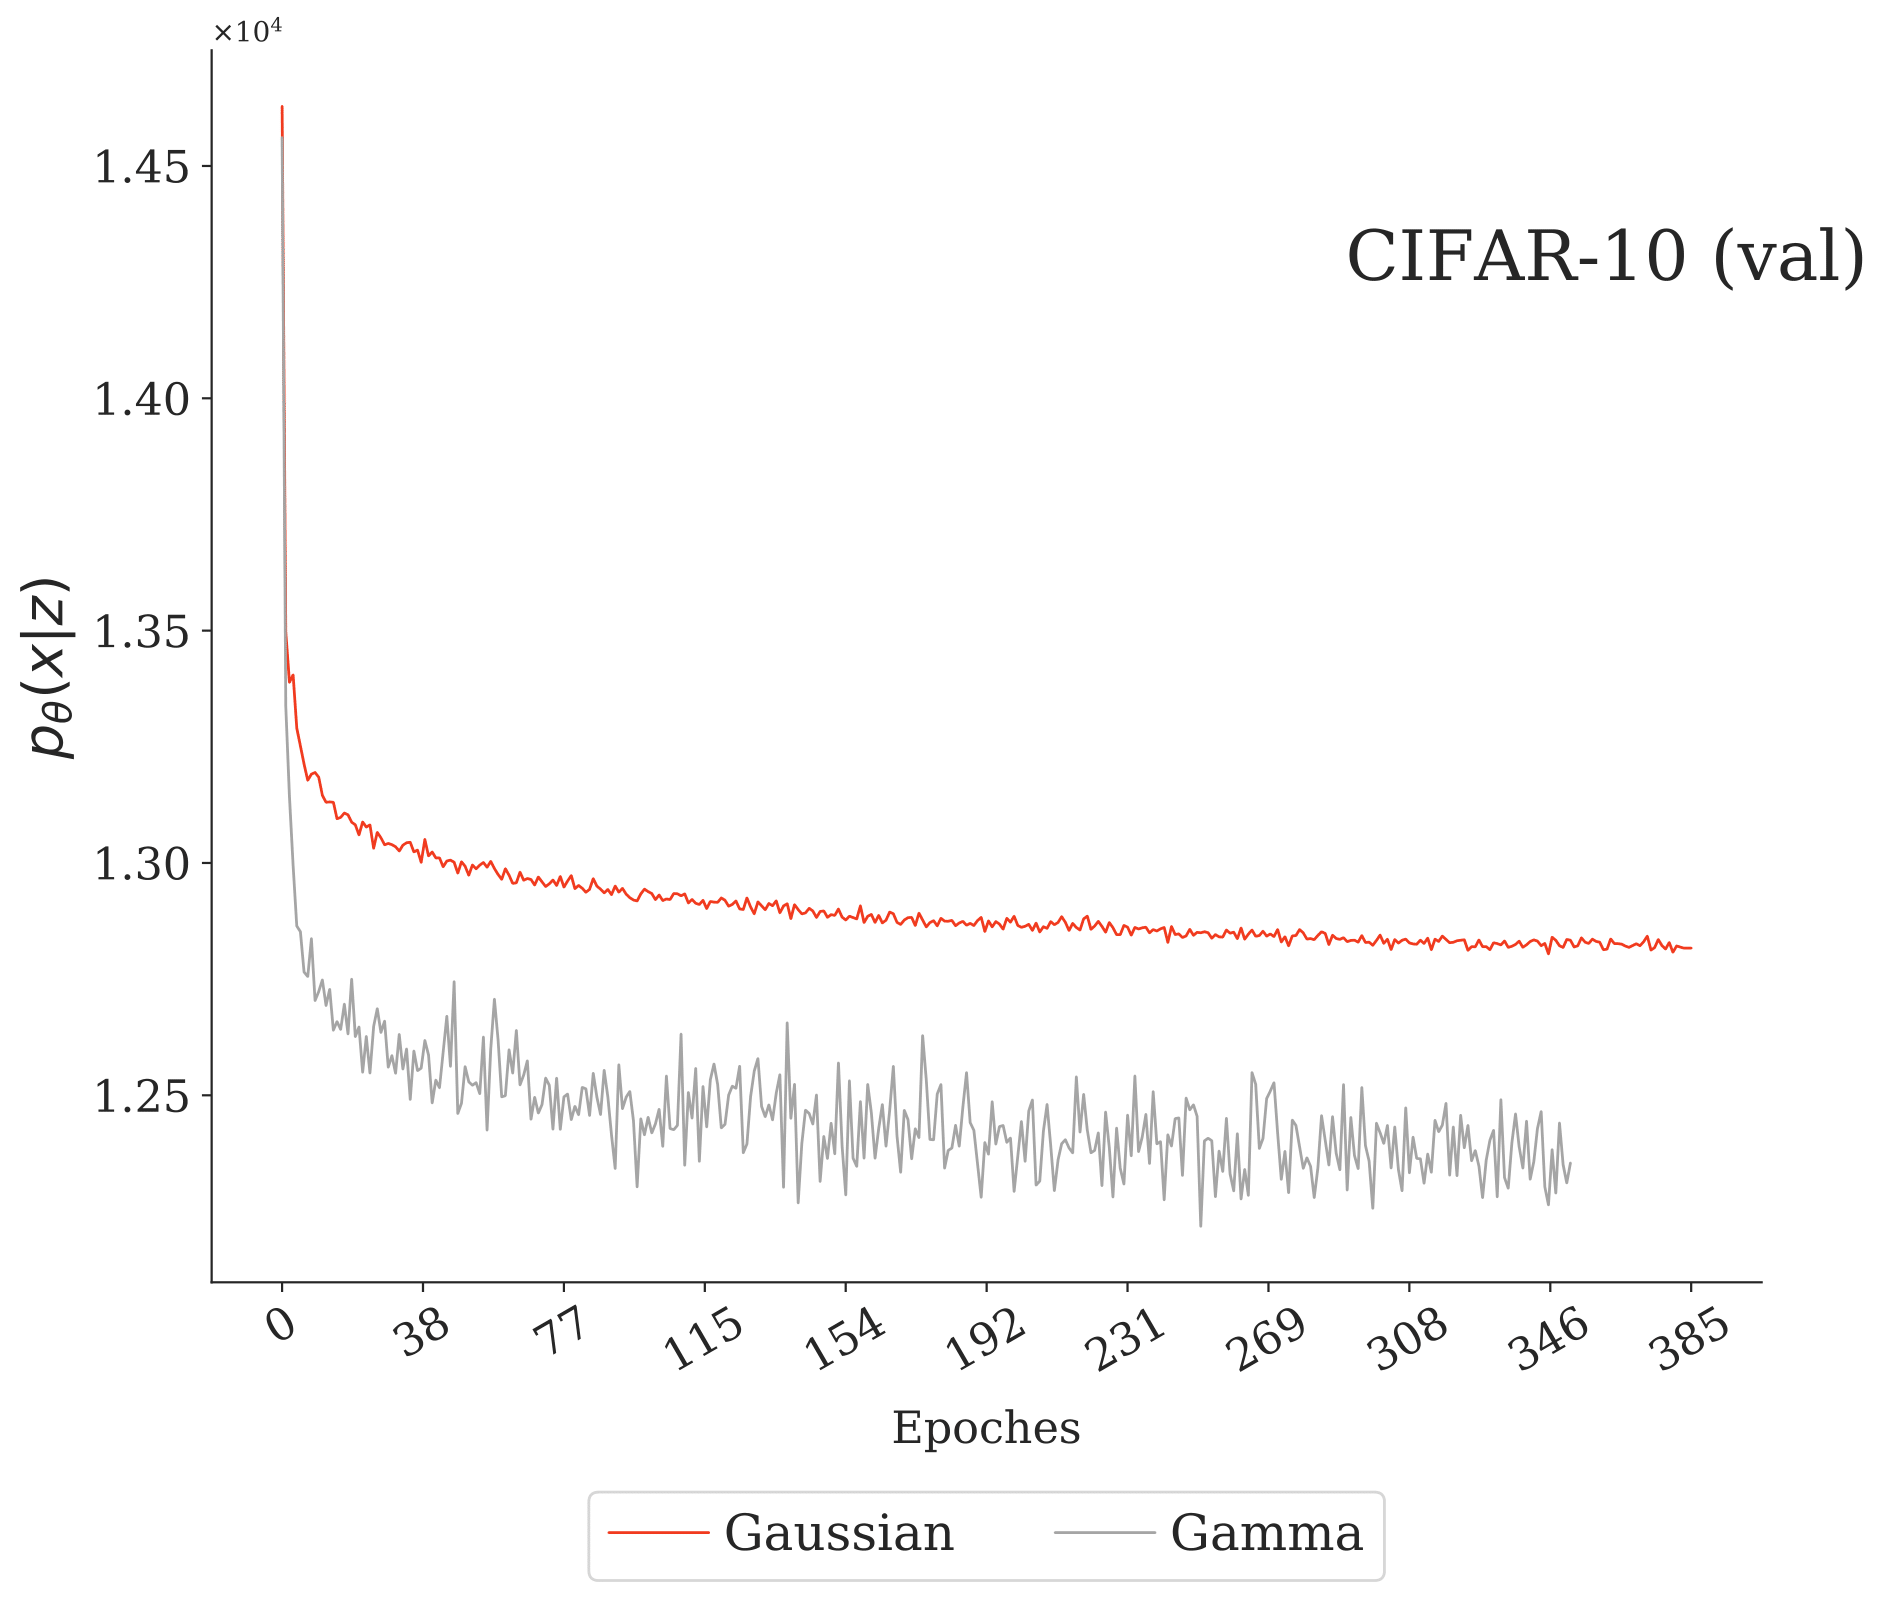 ×10⁴
1.45
CIFAR-10 (val)
1.40
1.35
pθ(x|z)
1.30
1.25
0 38 77 115 154 192 231 269 308 346 385
Epoches
Gaussian Gamma